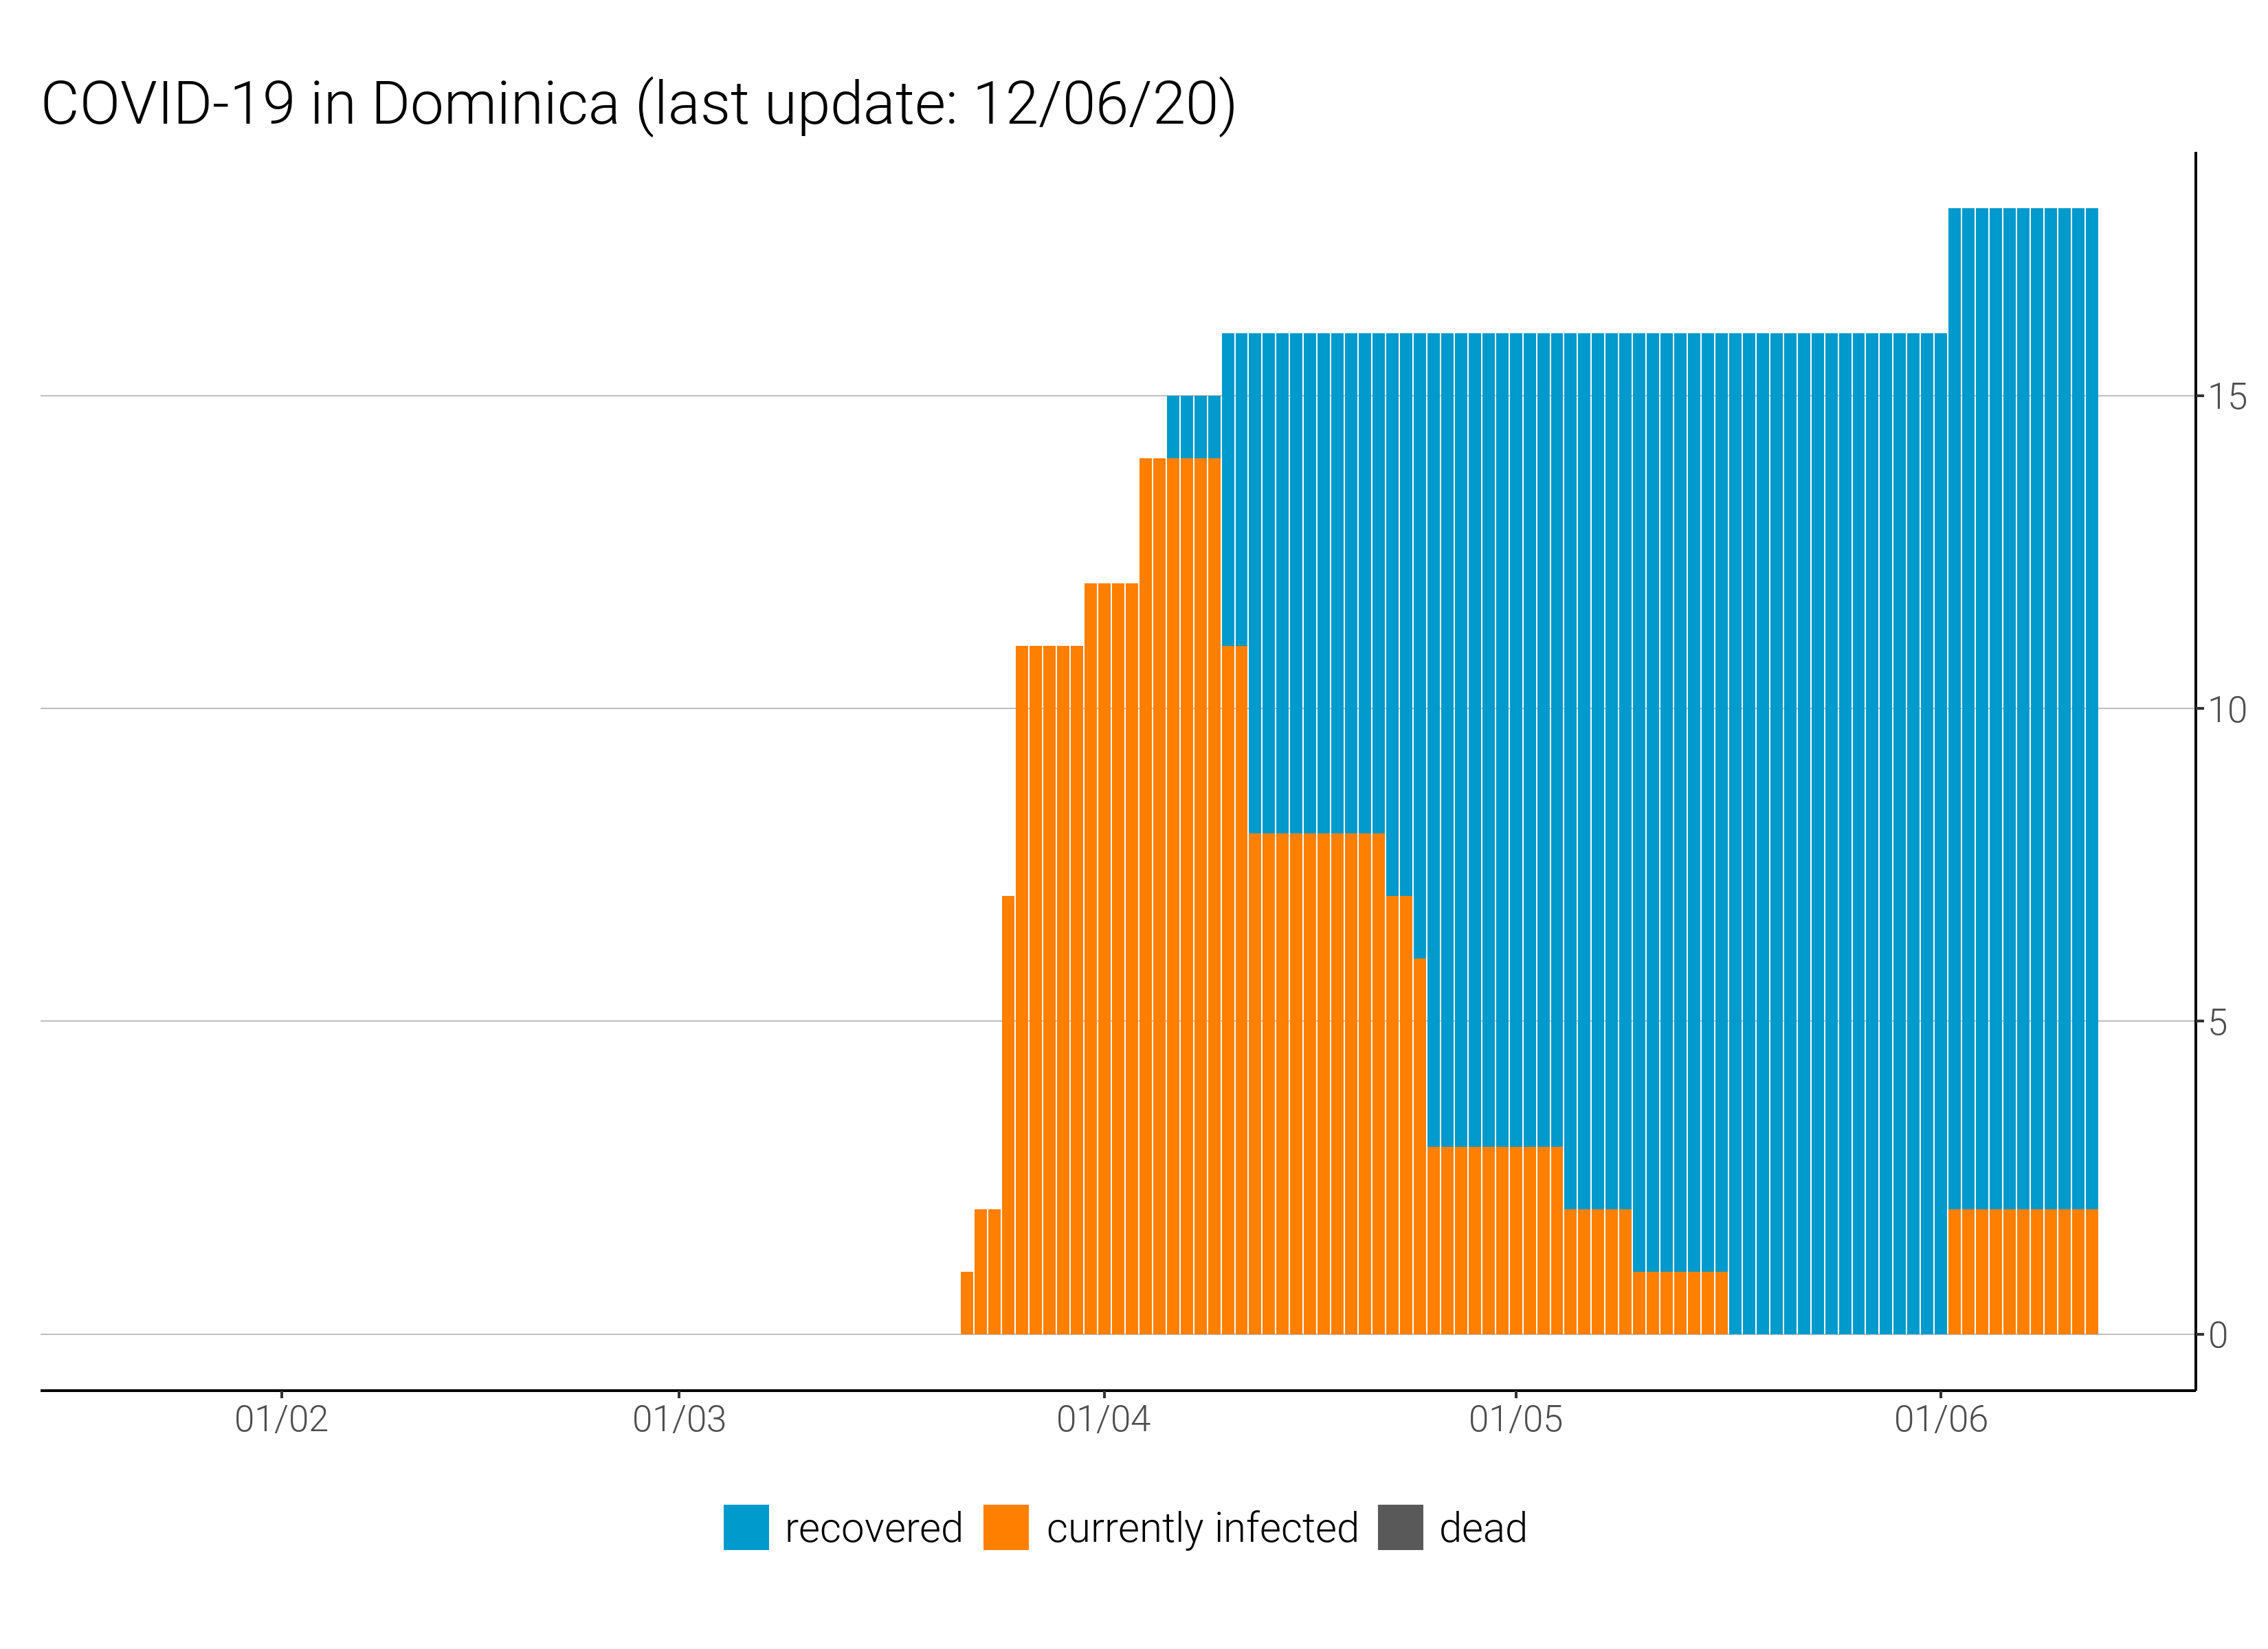 COVID-19 in Dominica (last update: 12/06/20)
15
10
5
0
01/02 01/03 01/04 01/05 01/06
recovered currently infected dead